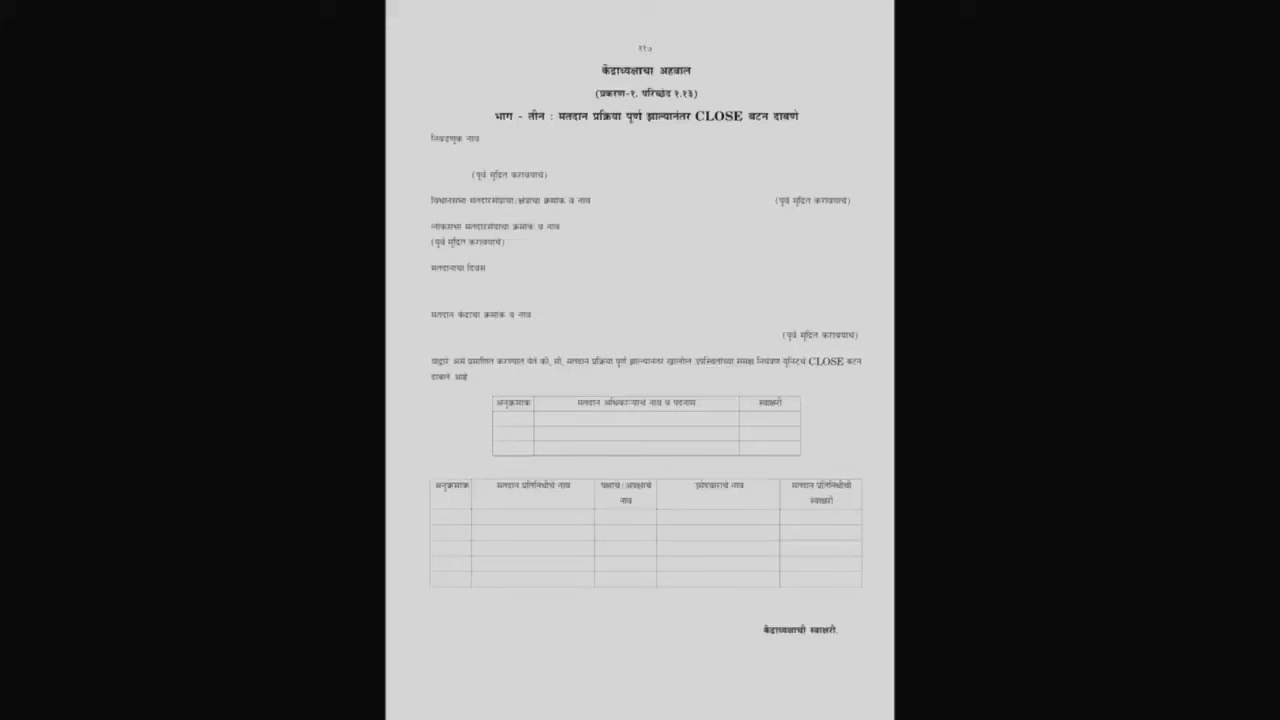 ११७
केंद्राध्यक्षाचा अहवाल
(प्रकरण-१, परिच्छेद १.१३)
भाग - तीन : मतदान प्रक्रिया पूर्ण झाल्यानंतर CLOSE बटन दाबणे
निवडणूक नाव
(पूर्व मुद्रित करावयाचे)
विधानसभा मतदारसंघाचा/क्षेत्राचा क्रमांक व नाव (पूर्व मुद्रित करावयाचे)
लोकसभा मतदारसंघाचा क्रमांक व नाव
(पूर्व मुद्रित करावयाचे)
मतदानाचा दिवस
मतदान केंद्राचा क्रमांक व नाव
(पूर्व मुद्रित करावयाचे)
याद्वारे असे प्रमाणित करण्यात येते की, मी, मतदान प्रक्रिया पूर्ण झाल्यानंतर खालील उपस्थितांच्या समक्ष नियंत्रण युनिटचे CLOSE बटन
दाबले आहे
अनुक्रमांक मतदान अधिकाऱ्याचे नाव व पदनाम स्वाक्षरी
अनुक्रमांक मतदान प्रतिनिधीचे नाव पक्षाचे/अपक्षाचे उमेदवाराचे नाव मतदान प्रतिनिधीची
नाव स्वाक्षरी
केंद्राध्यक्षाची स्वाक्षरी.